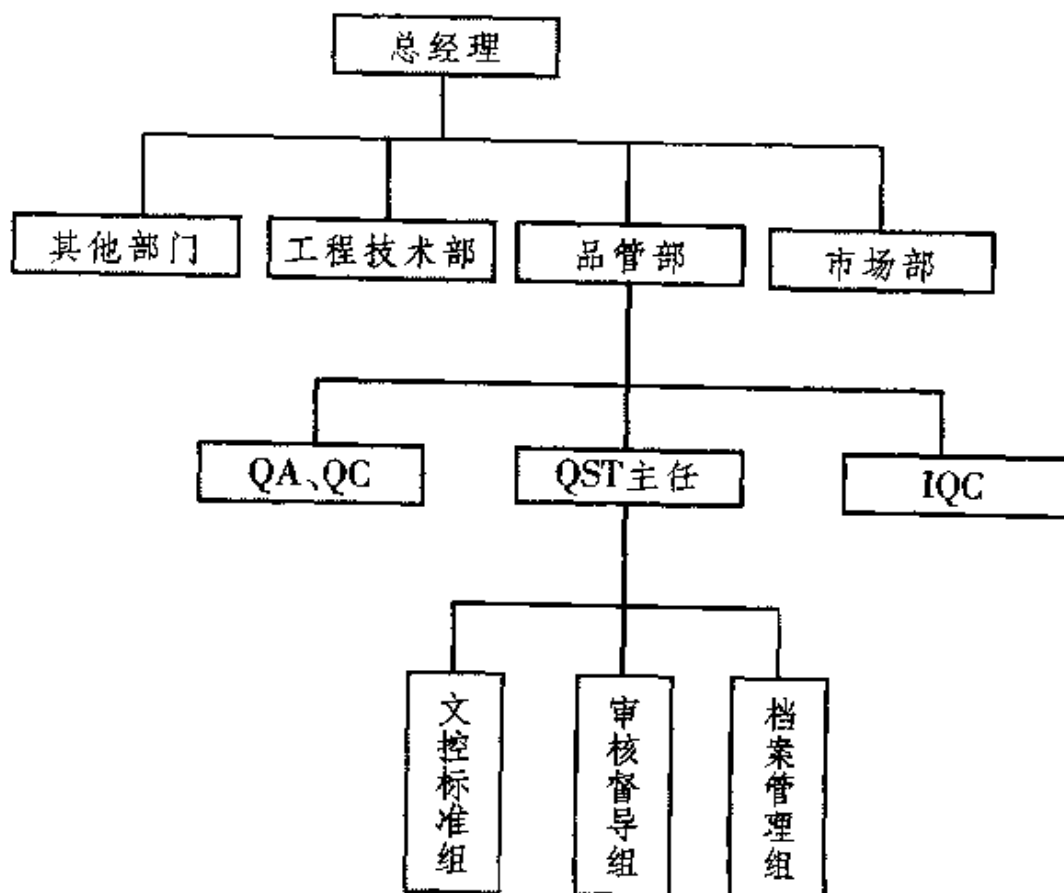 总经理
其他部门
工程技术部
品管部
市场部
QA、QC
QST主任
IQC
文控标准组
审核督导组
档案管理组